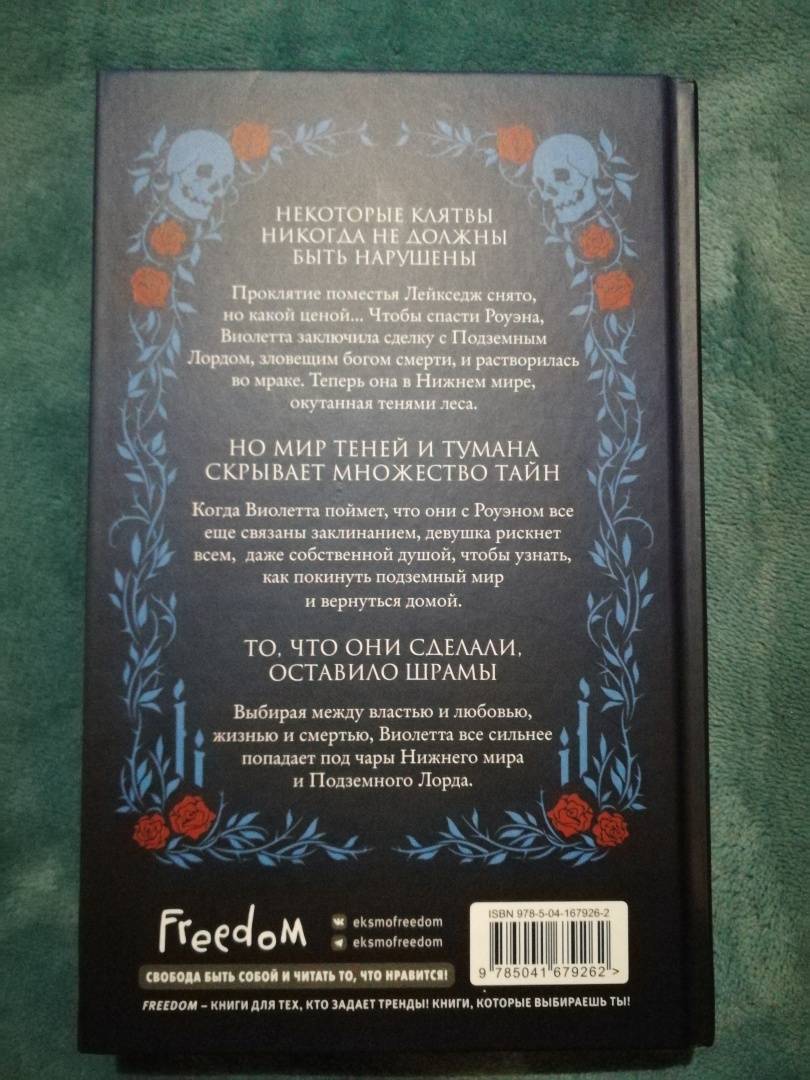 НЕКОТОРЫЕ КЛЯТВЫ
НИКОГДА НЕ ДОЛЖНЫ
БЫТЬ НАРУШЕНЫ
Проклятие поместья Лейкседж снято,
но какой ценой... Чтобы спасти Роуэна,
Виолетта заключила сделку с Подземным
Лордом, зловещим богом смерти, и растворилась
во мраке. Теперь она в Нижнем мире,
окутанная тенями леса.
НО МИР ТЕНЕЙ И ТУМАНА
СКРЫВАЕТ МНОЖЕСТВО ТАЙН
Когда Виолетта поймет, что они с Роуэном все
еще связаны заклинанием, девушка рискнет
всем, даже собственной душой, чтобы узнать,
как покинуть подземный мир
и вернуться домой.
ТО, ЧТО ОНИ СДЕЛАЛИ,
ОСТАВИЛО ШРАМЫ
Выбирая между властью и любовью,
жизнью и смертью, Виолетта все сильнее
попадает под чары Нижнего мира
и Подземного Лорда.
Freedom
eksmofreedom
eksmofreedom
СВОБОДА БЫТЬ СОБОЙ И ЧИТАТЬ ТО, ЧТО НРАВИТСЯ!
FREEDOM – КНИГИ ДЛЯ ТЕХ, КТО ЗАДАЕТ ТРЕНДЫ! КНИГИ, КОТОРЫЕ ВЫБИРАЕШЬ ТЫ!
ISBN 978-5-04-167926-2
9 785041 679262 >